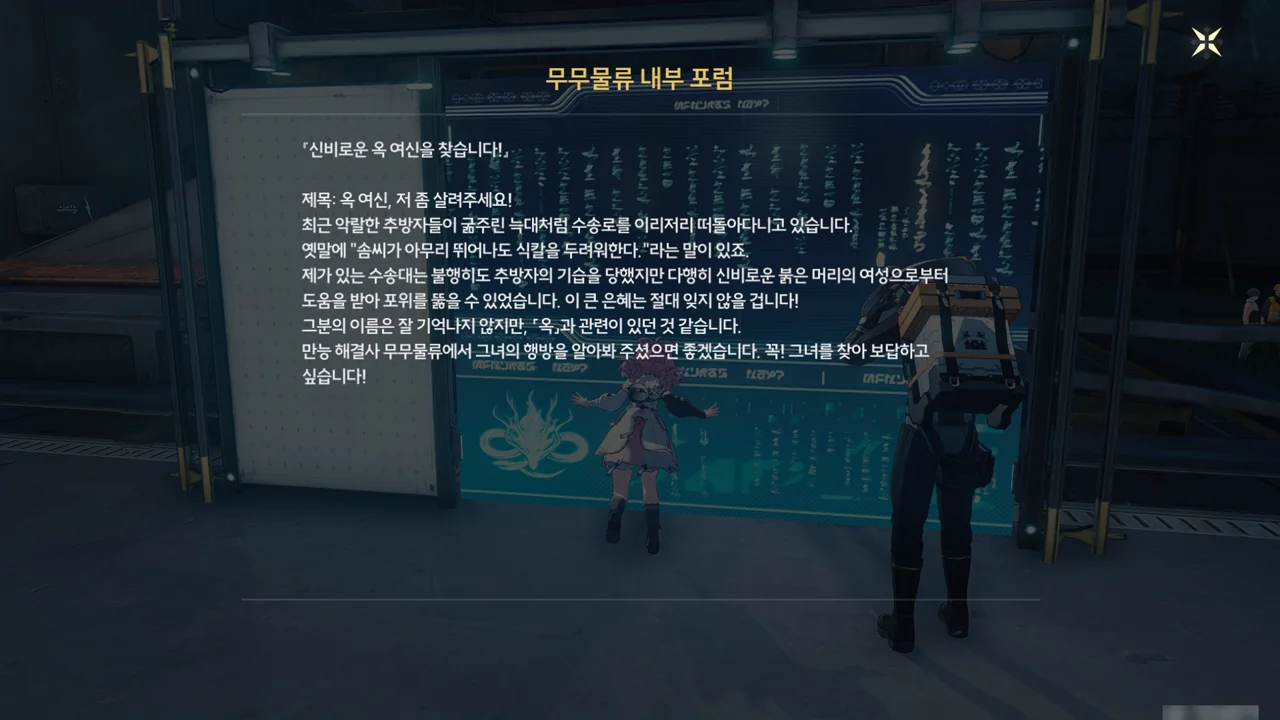 무무물류 내부 포럼
『신비로운 옥 여신을 찾습니다!』
제목: 옥 여신, 저 좀 살려주세요!
최근 악랄한 추방자들이 굶주린 늑대처럼 수송로를 이리저리 떠돌아다니고 있습니다.
옛말에 "솜씨가 아무리 뛰어나도 식칼을 두려워한다."라는 말이 있죠.
제가 있는 수송대는 불행히도 추방자의 기습을 당했지만 다행히 신비로운 붉은 머리의 여성으로부터
도움을 받아 포위를 뚫을 수 있었습니다. 이 큰 은혜는 절대 잊지 않을 겁니다!
그분의 이름은 잘 기억나지 않지만, 「옥」과 관련이 있던 것 같습니다.
만능 해결사 무무물류에서 그녀의 행방을 알아봐 주셨으면 좋겠습니다. 꼭! 그녀를 찾아 보답하고
싶습니다!